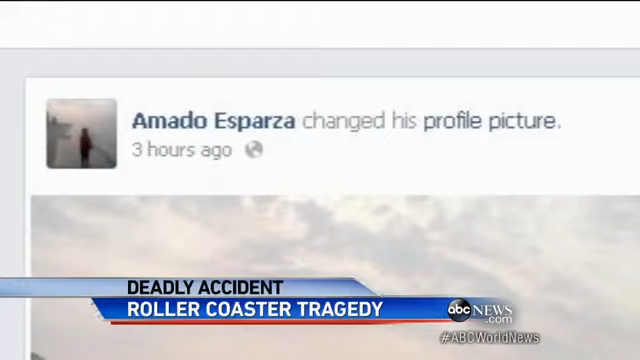 Amado Esparza changed his profile picture.
3 hours ago
DEADLY ACCIDENT
ROLLER COASTER TRAGEDY
abc NEWS
.com
#ABCWorldNews